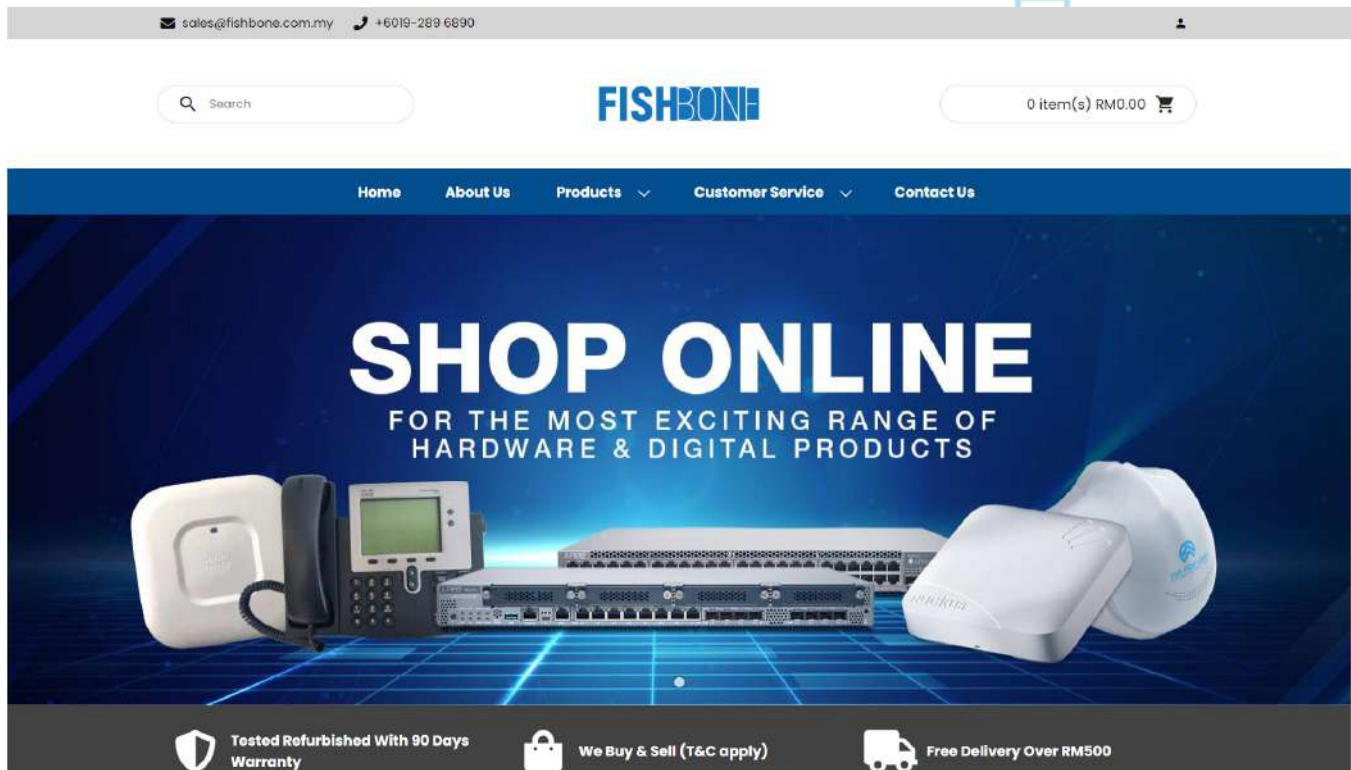 sales@fishbone.com.my +6019-289 6890
Search
FISHBONE
0 item(s) RM0.00
Home About Us Products Customer Service Contact Us
SHOP ONLINE
FOR THE MOST EXCITING RANGE OF
HARDWARE & DIGITAL PRODUCTS
ruckus
Tested Refurbished With 90 Days
Warranty
We Buy & Sell (T&C apply)
Free Delivery Over RM500